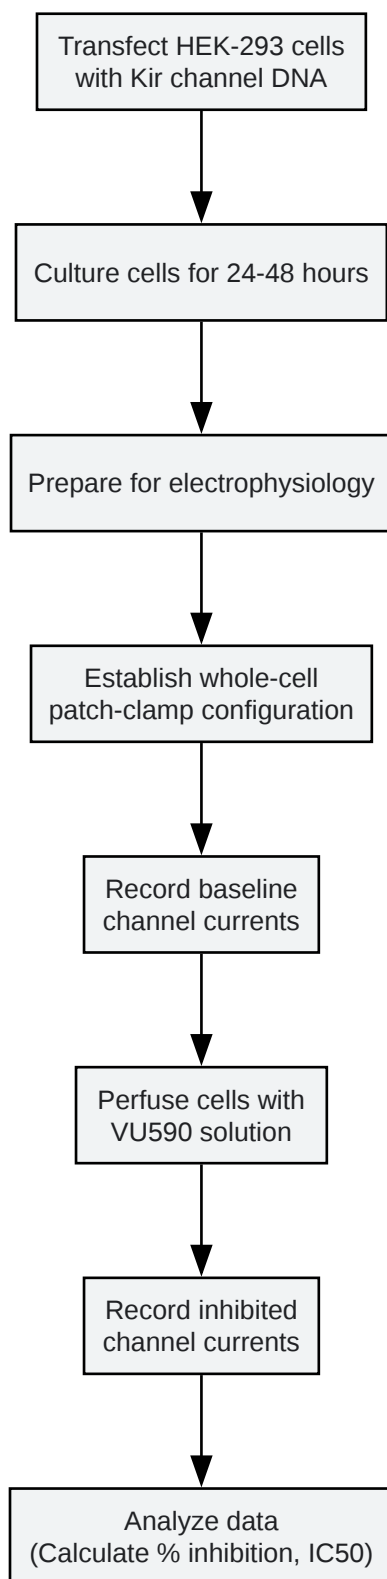 Transfect HEK-293 cells
with Kir channel DNA
Culture cells for 24-48 hours
Prepare for electrophysiology
Establish whole-cell
patch-clamp configuration
Record baseline
channel currents
Perfuse cells with
VU590 solution
Record inhibited
channel currents
Analyze data
(Calculate % inhibition, IC50)